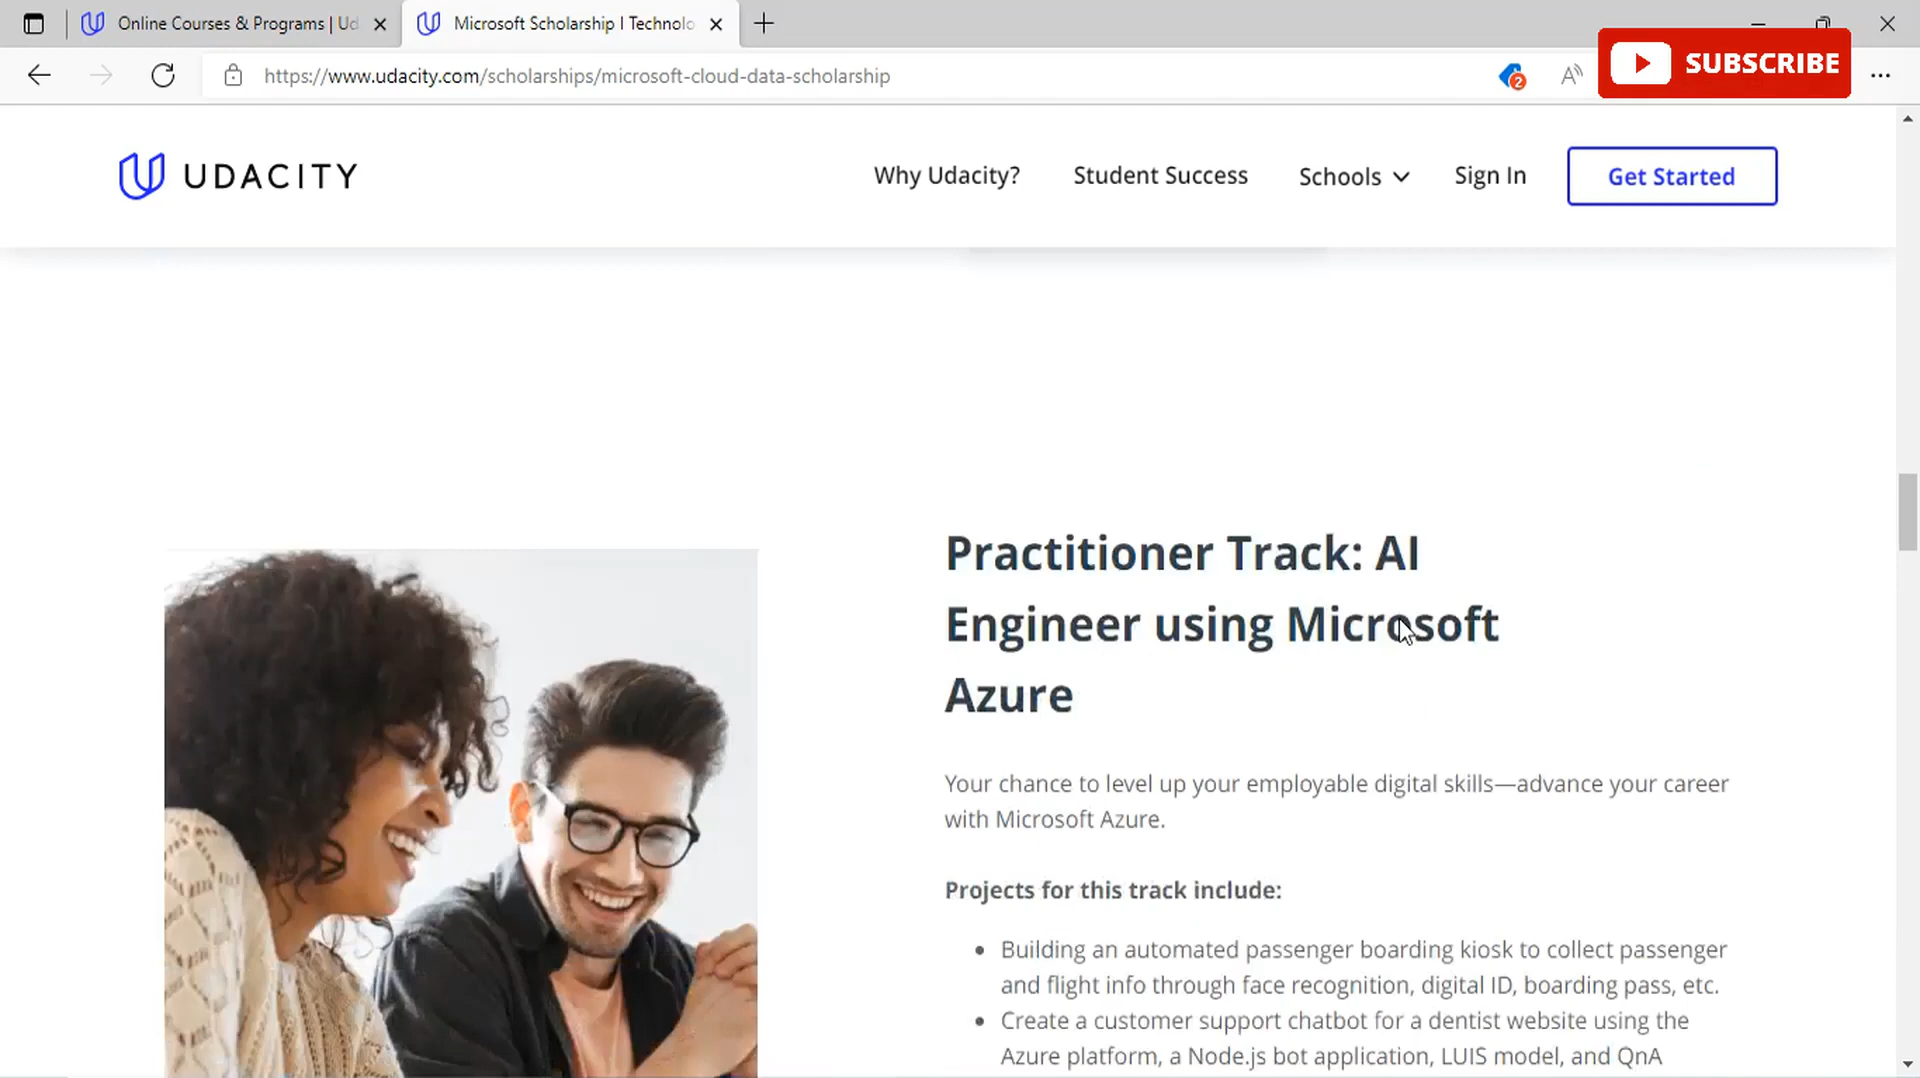 Online Courses & Programs | Ud
Microsoft Scholarship I Technolo
https://www.udacity.com/scholarships/microsoft-cloud-data-scholarship
2
A
SUBSCRIBE
UDACITY
Why Udacity?
Student Success
Schools
Sign In
Get Started
Practitioner Track: AI
Engineer using Microsoft
Azure
Your chance to level up your employable digital skills—advance your career
with Microsoft Azure.
Projects for this track include:
• Building an automated passenger boarding kiosk to collect passenger
and flight info through face recognition, digital ID, boarding pass, etc.
• Create a customer support chatbot for a dentist website using the
Azure platform, a Node.js bot application, LUIS model, and QnA